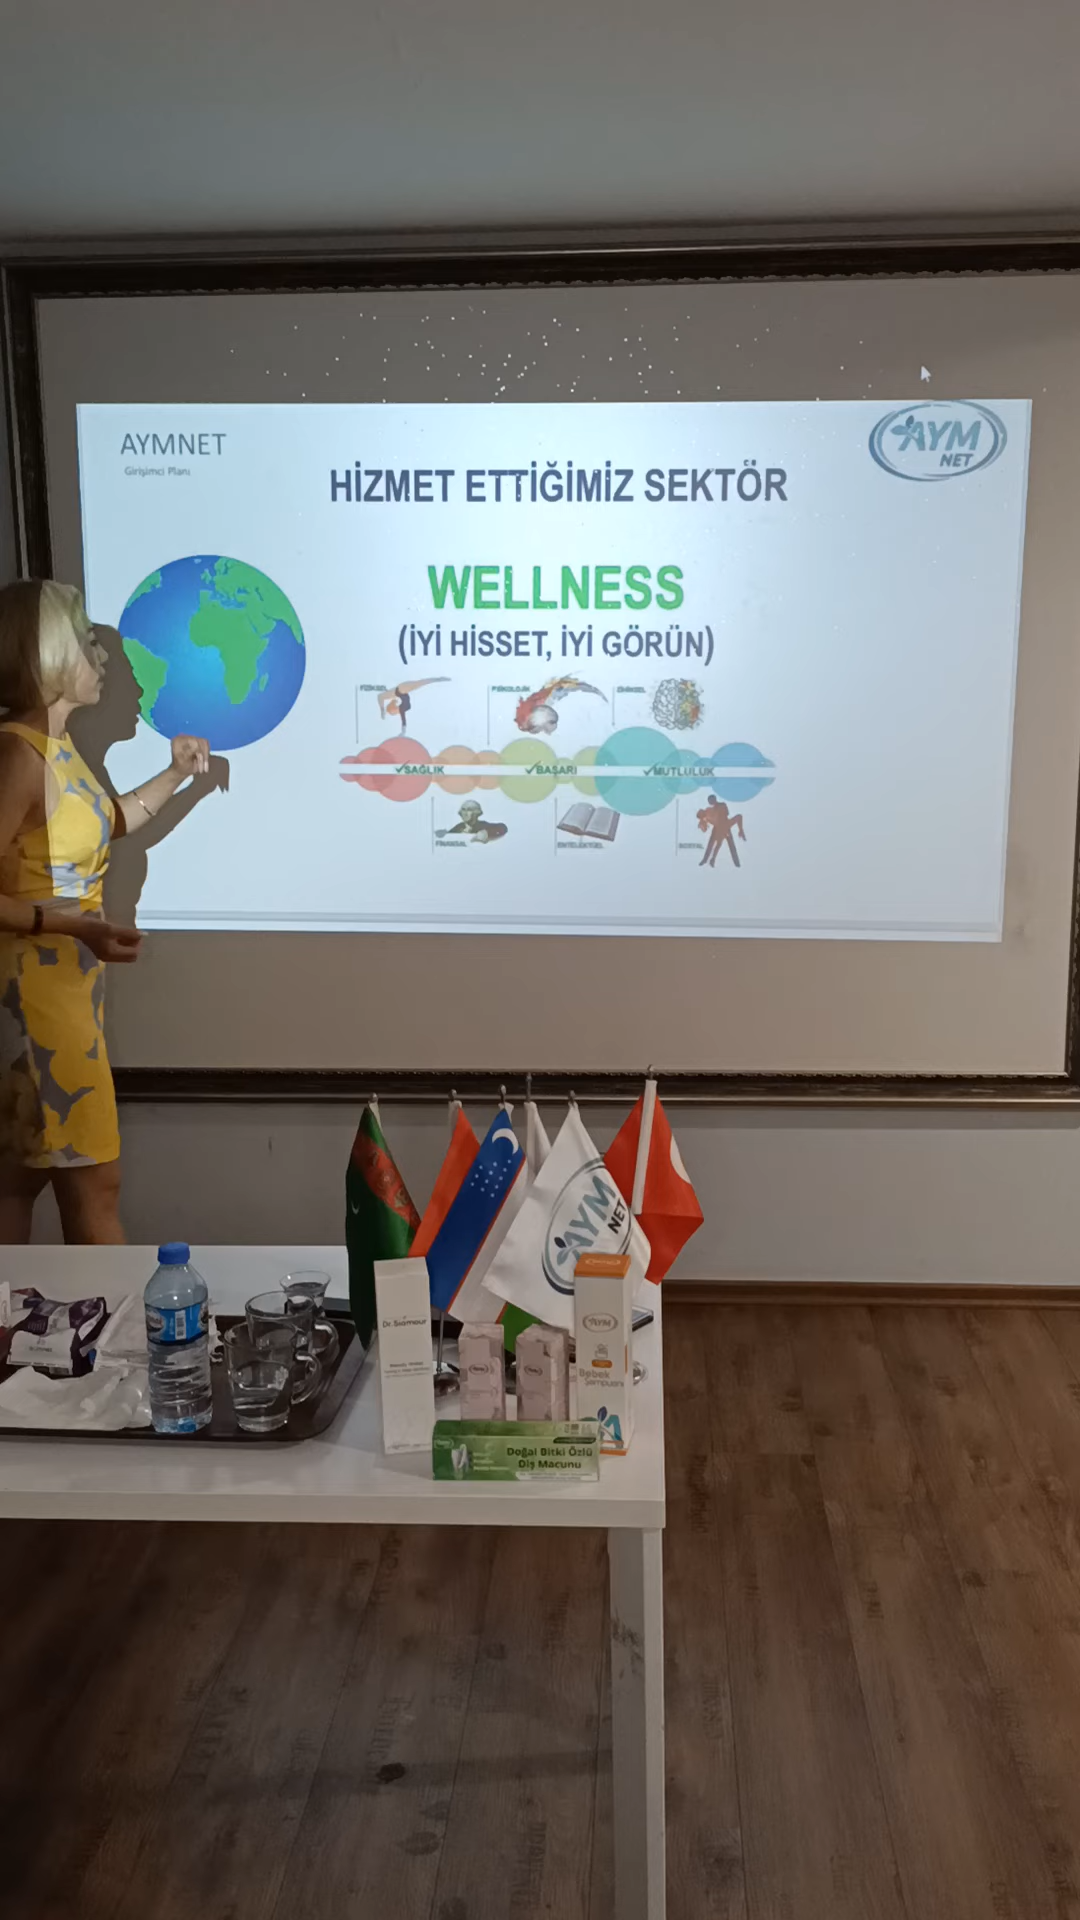 AYMNET
Girişimci Planı
AYM
NET
HİZMET ETTİĞİMİZ SEKTÖR
WELLNESS
(İYİ HİSSET, İYİ GÖRÜN)
FİZİKSEL
PSİKOLOJİK
ZİHİNSEL
✓SAĞLIK
✓BAŞARI
✓MUTLULUK
FİNANSAL
ENTELEKTÜEL
SOSYAL
AYM
NET
Dr.Siamour
AYM
Bebek
Şampuanı
Doğal Bitki Özlü
Diş Macunu